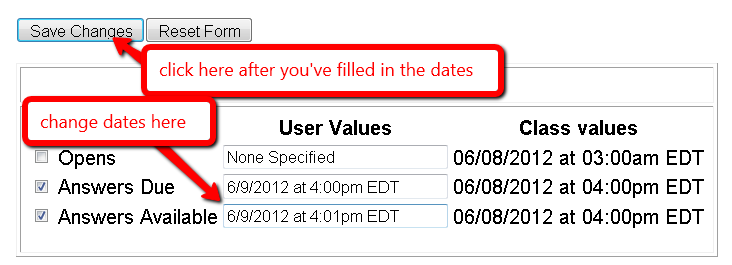 Save Changes Reset Form
click here after you've filled in the dates
change dates here
User Values Class values
Opens None Specified 06/08/2012 at 03:00am EDT
Answers Due 6/9/2012 at 4:00pm EDT 06/08/2012 at 04:00pm EDT
Answers Available 6/9/2012 at 4:01pm EDT 06/08/2012 at 04:00pm EDT